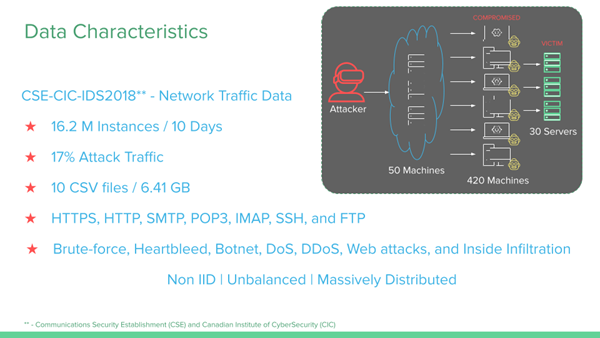 Data Characteristics
COMPROMISED
VICTIM
Attacker
30 Servers
50 Machines
420 Machines
CSE-CIC-IDS2018** - Network Traffic Data
★ 16.2 M Instances / 10 Days
★ 17% Attack Traffic
★ 10 CSV files / 6.41 GB
★ HTTPS, HTTP, SMTP, POP3, IMAP, SSH, and FTP
★ Brute-force, Heartbleed, Botnet, DoS, DDoS, Web attacks, and Inside Infiltration
Non IID | Unbalanced | Massively Distributed
** - Communications Security Establishment (CSE) and Canadian Institute of CyberSecurity (CIC)